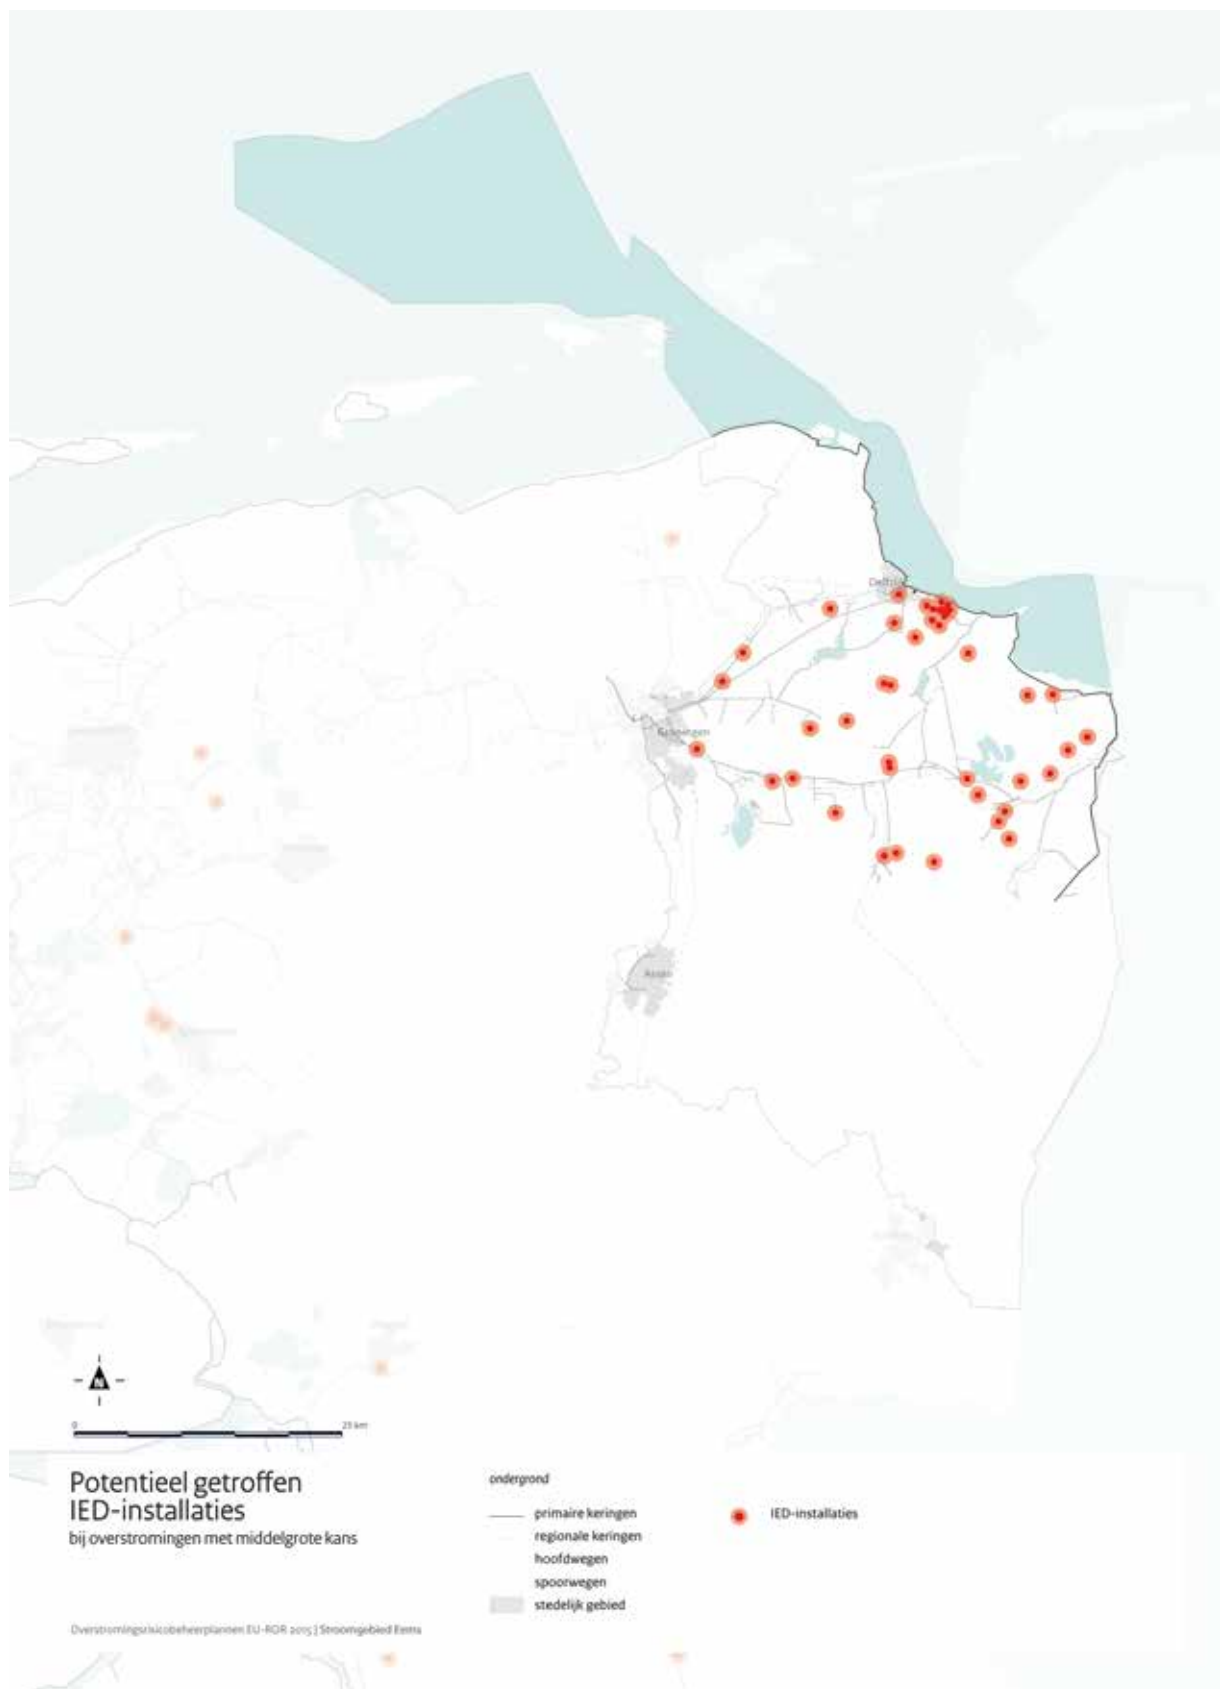 Delfzijl
Groningen
Assen
N
0
25 km
Potentieel getroffen
IED-installaties
bij overstromingen met middelgrote kans
ondergrond
primaire keringen
regionale keringen
hoofdwegen
spoorwegen
stedelijk gebied
IED-installaties
Overstromingsrisicobeheerplannen EU-ROR 2015 | Stroomgebied Eems